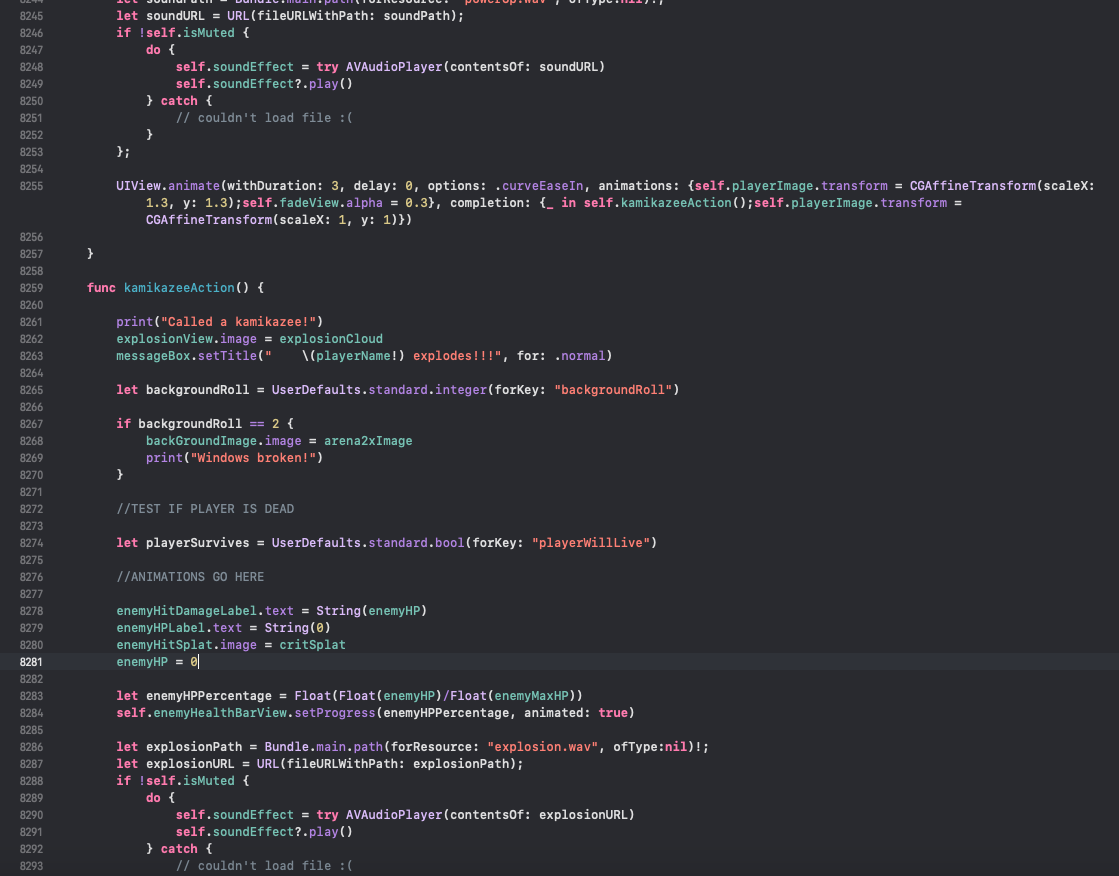 8244 let soundPath = Bundle.main.path(forResource: "powerUp.wav", ofType:nil)!;
8245 let soundURL = URL(fileURLWithPath: soundPath);
8246 if !self.isMuted {
8247 do {
8248 self.soundEffect = try AVAudioPlayer(contentsOf: soundURL)
8249 self.soundEffect?.play()
8250 } catch {
8251 // couldn't load file :(
8252 }
8253 };
8254
8255 UIView.animate(withDuration: 3, delay: 0, options: .curveEaseIn, animations: {self.playerImage.transform = CGAffineTransform(scaleX:
1.3, y: 1.3);self.fadeView.alpha = 0.3}, completion: {_ in self.kamikazeeAction();self.playerImage.transform =
CGAffineTransform(scaleX: 1, y: 1)})
8256
8257 }
8258
8259 func kamikazeeAction() {
8260
8261 print("Called a kamikazee!")
8262 explosionView.image = explosionCloud
8263 messageBox.setTitle("    \(playerName!) explodes!!!", for: .normal)
8264
8265 let backgroundRoll = UserDefaults.standard.integer(forKey: "backgroundRoll")
8266
8267 if backgroundRoll == 2 {
8268 backGroundImage.image = arena2xImage
8269 print("Windows broken!")
8270 }
8271
8272 //TEST IF PLAYER IS DEAD
8273
8274 let playerSurvives = UserDefaults.standard.bool(forKey: "playerWillLive")
8275
8276 //ANIMATIONS GO HERE
8277
8278 enemyHitDamageLabel.text = String(enemyHP)
8279 enemyHPLabel.text = String(0)
8280 enemyHitSplat.image = critSplat
8281 enemyHP = 0
8282
8283 let enemyHPPercentage = Float(Float(enemyHP)/Float(enemyMaxHP))
8284 self.enemyHealthBarView.setProgress(enemyHPPercentage, animated: true)
8285
8286 let explosionPath = Bundle.main.path(forResource: "explosion.wav", ofType:nil)!;
8287 let explosionURL = URL(fileURLWithPath: explosionPath);
8288 if !self.isMuted {
8289 do {
8290 self.soundEffect = try AVAudioPlayer(contentsOf: explosionURL)
8291 self.soundEffect?.play()
8292 } catch {
8293 // couldn't load file :(